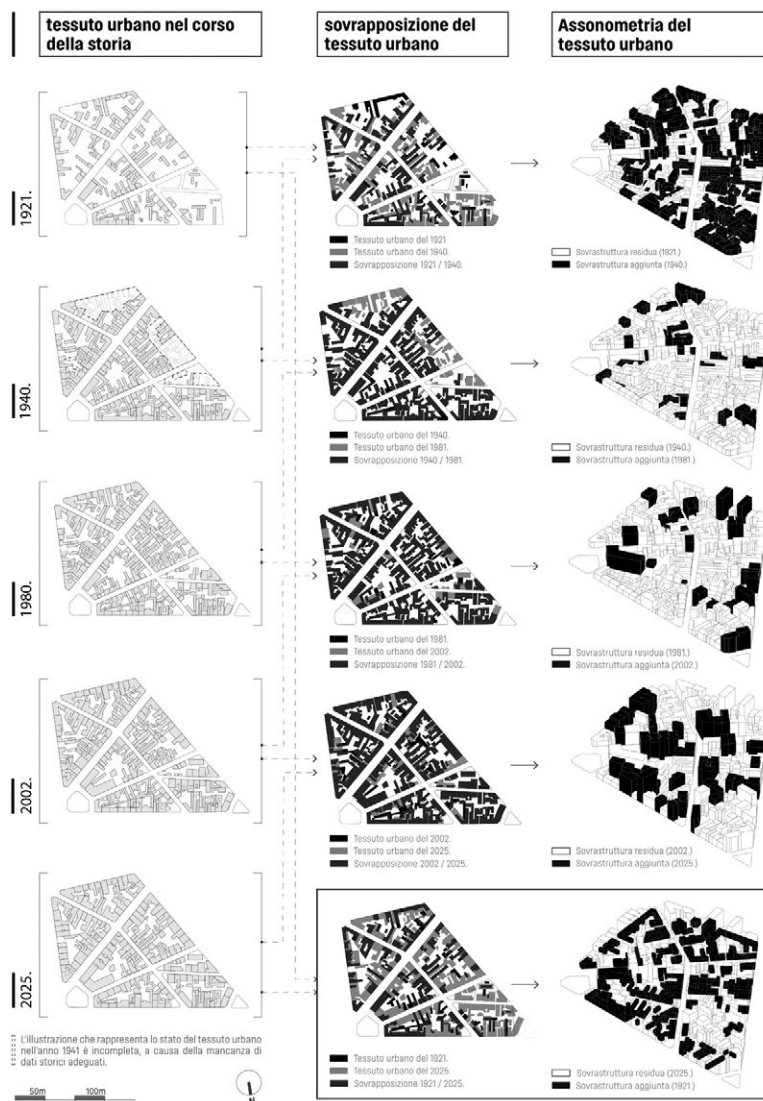 tessuto urbano nel corso
della storia
sovrapposizione del
tessuto urbano
Assonometria del
tessuto urbano
1921.
Tessuto urbano del 1921
Tessuto urbano del 1940.
Sovrapposizione 1921 / 1940.
Sovrastruttura residua (1921.)
Sovrastruttura aggiunta (1940.)
1940.
Tessuto urbano del 1940.
Tessuto urbano del 1981.
Sovrapposizione 1940 / 1981.
Sovrastruttura residua (1940.)
Sovrastruttura aggiunta (1981.)
1980.
Tessuto urbano del 1981.
Tessuto urbano del 2002.
Sovrapposizione 1981 / 2002.
Sovrastruttura residua (1981.)
Sovrastruttura aggiunta (2002.)
2002.
Tessuto urbano del 2002.
Tessuto urbano del 2025.
Sovrapposizione 2002 / 2025.
Sovrastruttura residua (2002.)
Sovrastruttura aggiunta (2025.)
2025.
Tessuto urbano del 1921.
Tessuto urbano del 2025.
Sovrapposizione 1921 / 2025.
Sovrastruttura residua (2025.)
Sovrastruttura aggiunta (1921.)
L'illustrazione che rappresenta lo stato del tessuto urbano
nell'anno 1941 è incompleta, a causa della mancanza di
dati storici adeguati.
50m 100m
N